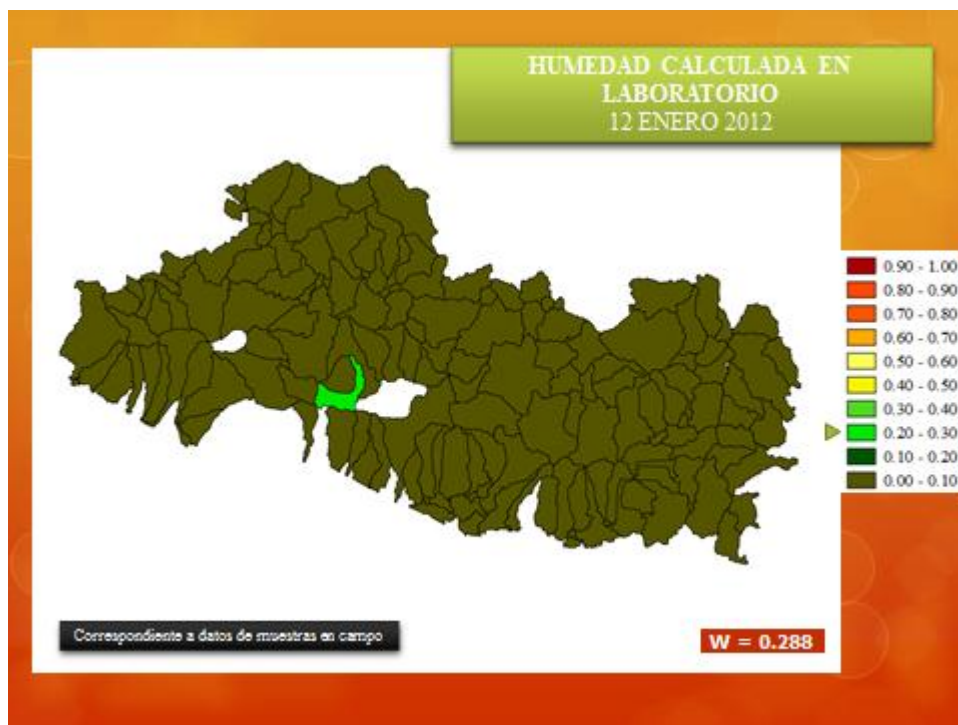 HUMEDAD CALCULADA EN
LABORATORIO
12 ENERO 2012
0.90 - 1.00
0.80 - 0.90
0.70 - 0.80
0.60 - 0.70
0.50 - 0.60
0.40 - 0.50
0.30 - 0.40
0.20 - 0.30
0.10 - 0.20
0.00 - 0.10
Correspondiente a datos de muestras en campo
W = 0.288